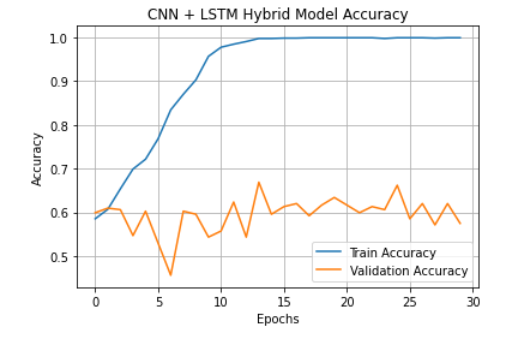 CNN + LSTM Hybrid Model Accuracy
1.0
0.9
0.8
0.7
0.6
0.5
Accuracy
Train Accuracy
Validation Accuracy
0 5 10 15 20 25 30
Epochs